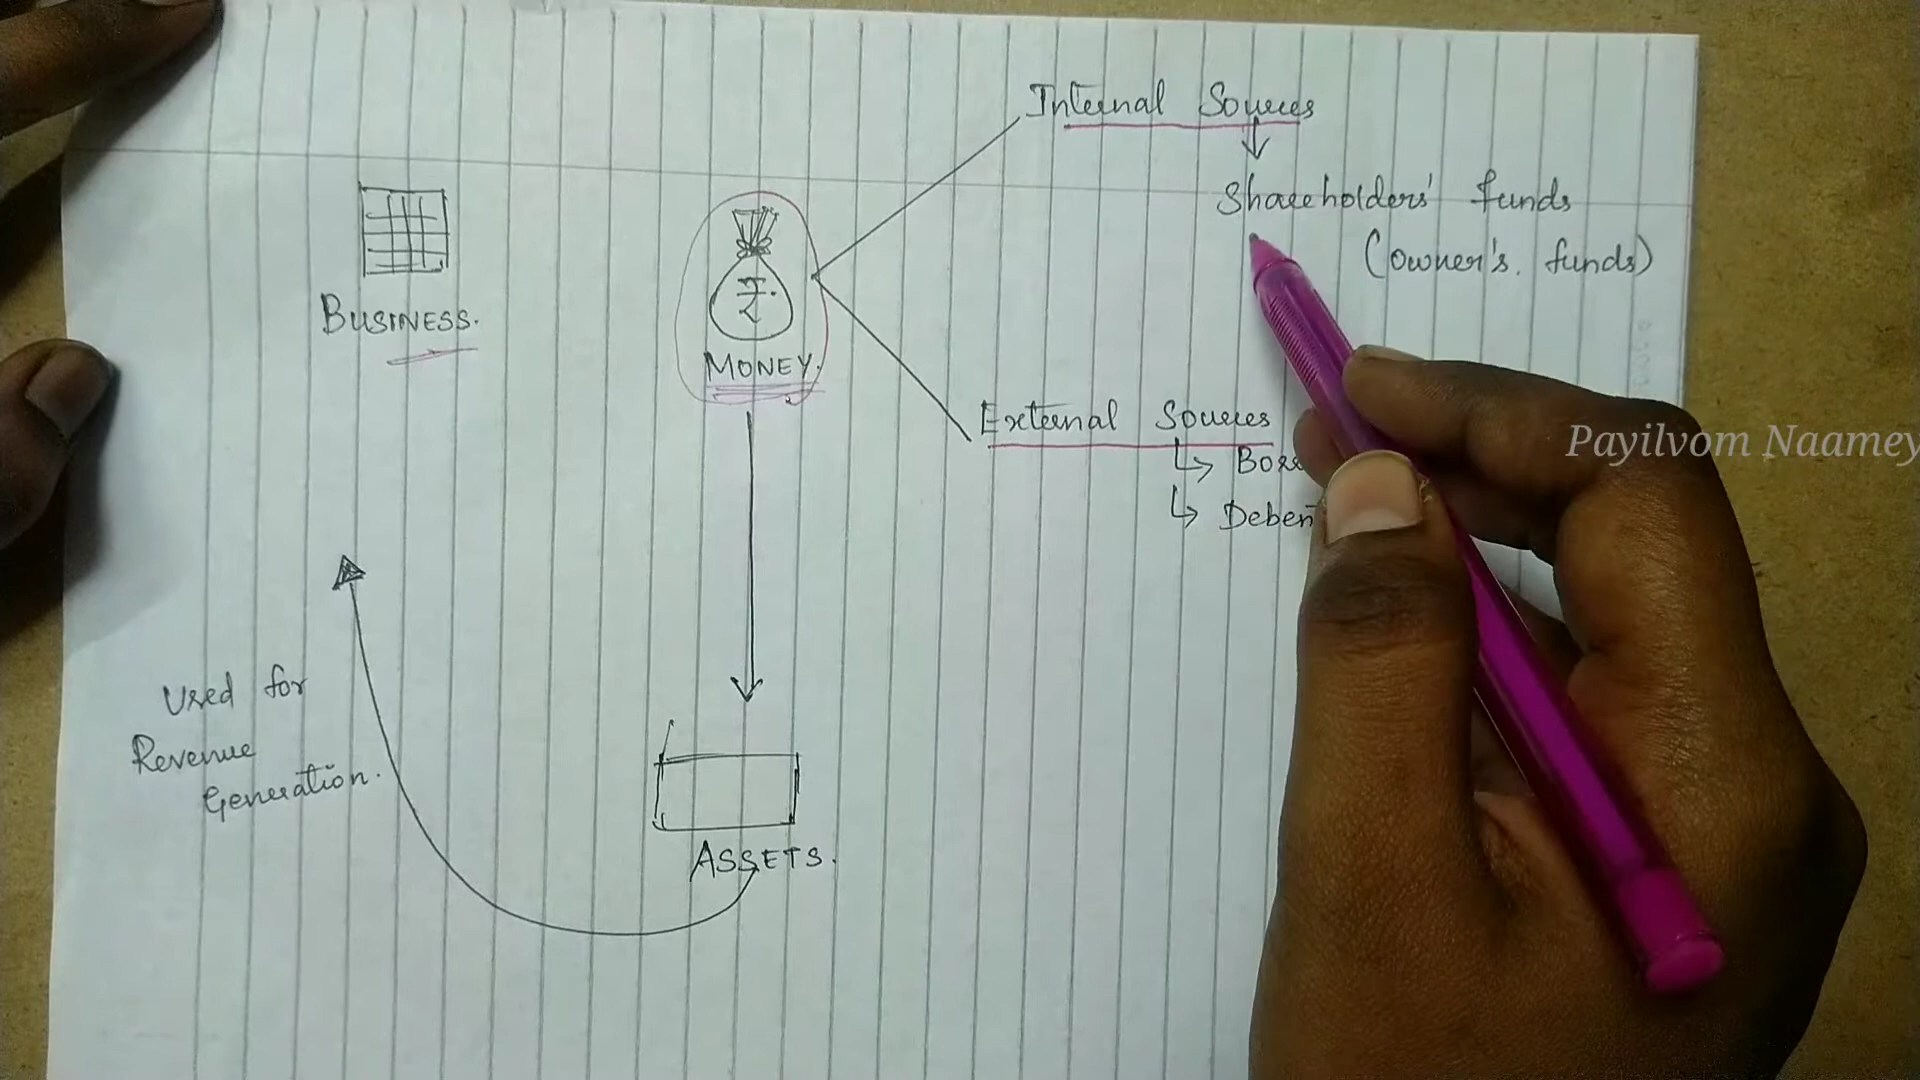 Internal Sources
Shareholders' funds
(Owner's. funds)
₹.
BUSINESS.
MONEY.
External Sources
Payilvom Naamey
Used for
Revenue
Generation.
ASSETS.